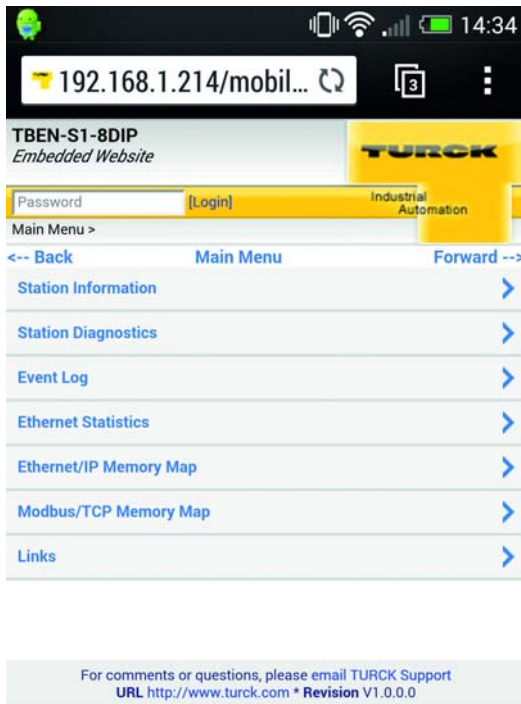 14:34
192.168.1.214/mobil...
3
TBEN-S1-8DIP
Embedded Website
TURCK
Password [Login]
Industrial
Automation
Main Menu >
<-- Back Main Menu Forward -->
Station Information
Station Diagnostics
Event Log
Ethernet Statistics
Ethernet/IP Memory Map
Modbus/TCP Memory Map
Links
For comments or questions, please email TURCK Support
URL http://www.turck.com * Revision V1.0.0.0